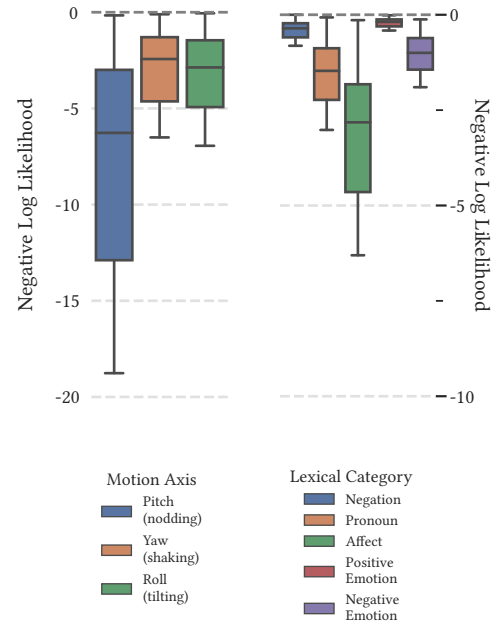 0
-5
-10
-15
-20
Negative Log Likelihood
0
-5
-10
Negative Log Likelihood
Motion Axis
Pitch
(nodding)
Yaw
(shaking)
Roll
(tilting)
Lexical Category
Negation
Pronoun
Affect
Positive
Emotion
Negative
Emotion